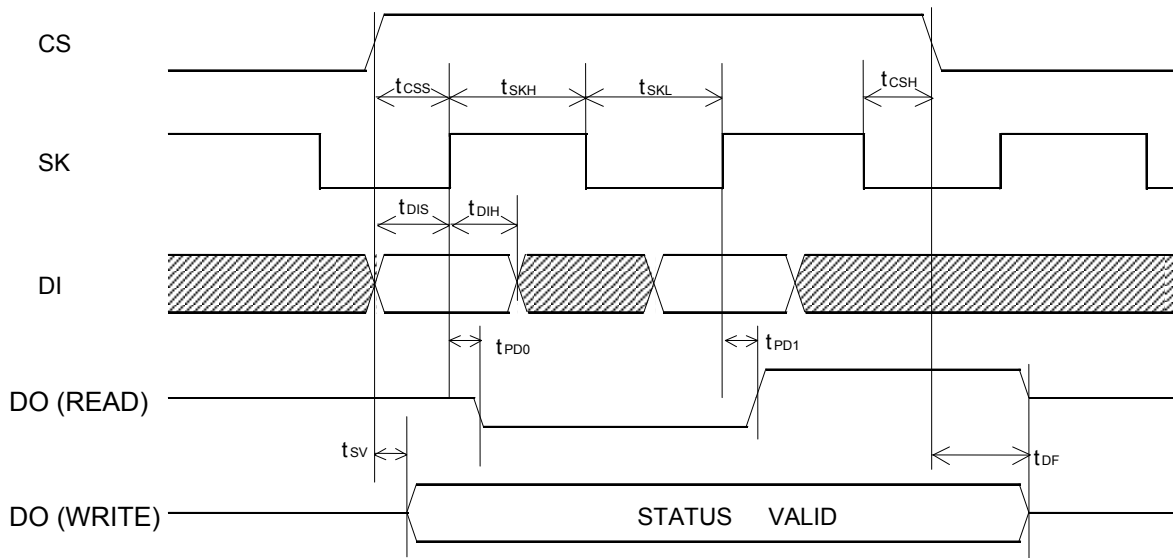 CS
tCSS tSKH tSKL tCSH
SK
tDIS tDIH
DI
tPD0 tPD1
DO (READ)
tSV tDF
DO (WRITE) STATUS VALID